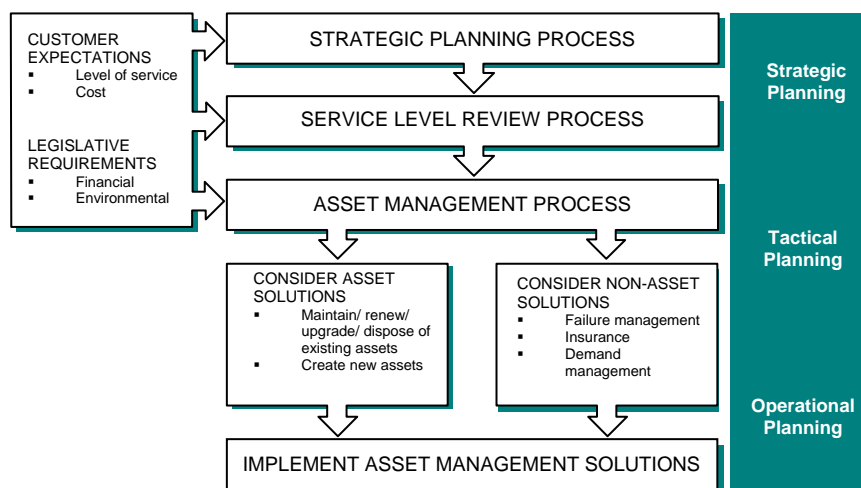 CUSTOMER
EXPECTATIONS
▪ Level of service
▪ Cost
LEGISLATIVE
REQUIREMENTS
▪ Financial
▪ Environmental
STRATEGIC PLANNING PROCESS
SERVICE LEVEL REVIEW PROCESS
ASSET MANAGEMENT PROCESS
CONSIDER ASSET
SOLUTIONS
▪ Maintain/ renew/
upgrade/ dispose of
existing assets
▪ Create new assets
CONSIDER NON-ASSET
SOLUTIONS
▪ Failure management
▪ Insurance
▪ Demand
management
IMPLEMENT ASSET MANAGEMENT SOLUTIONS
Strategic
Planning
Tactical
Planning
Operational
Planning